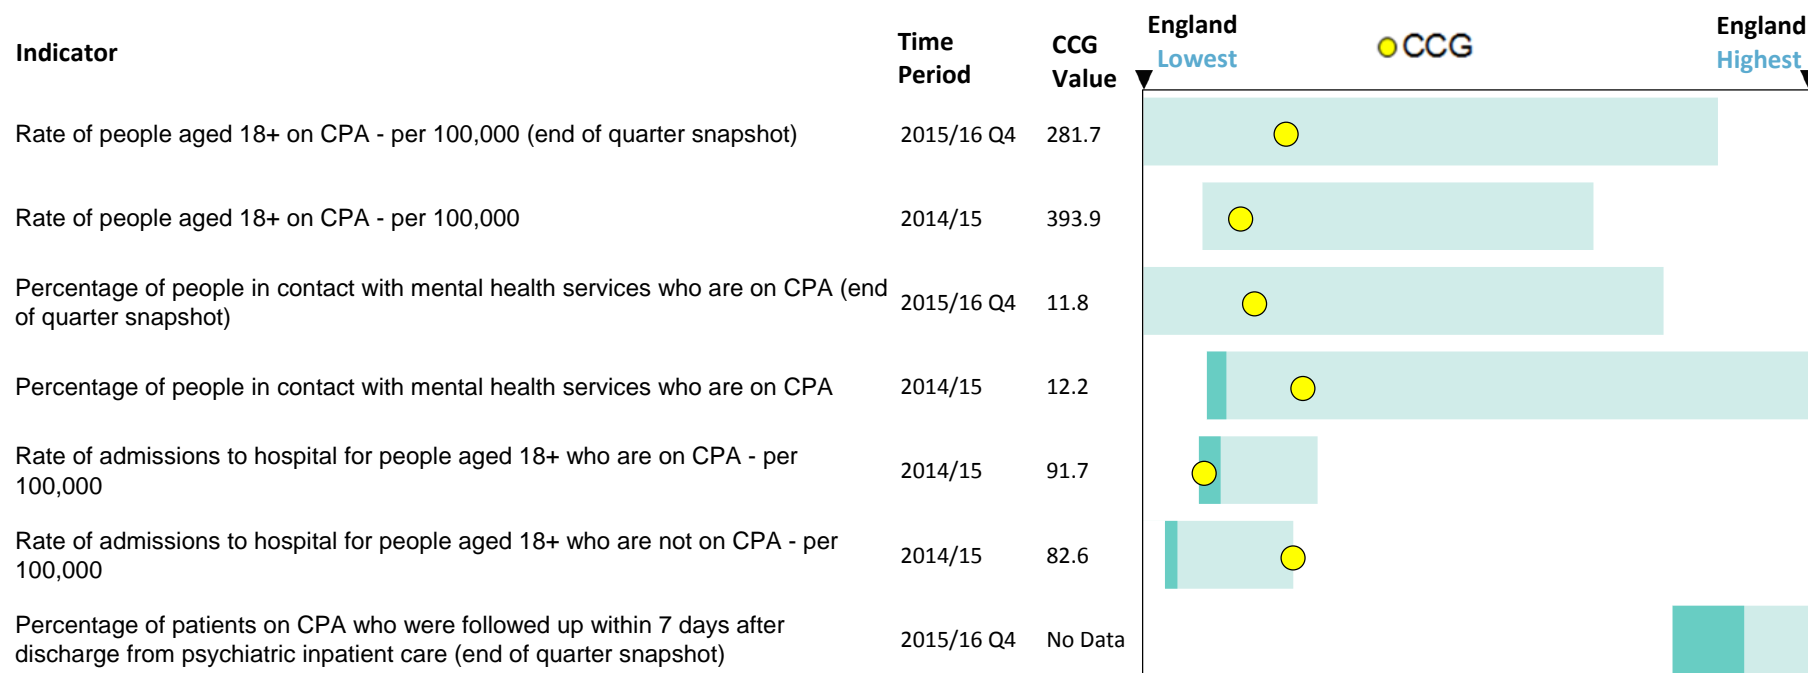 Indicator
Time Period
CCG Value
England Lowest
CCG
England Highest
Rate of people aged 18+ on CPA - per 100,000 (end of quarter snapshot) 2015/16 Q4 281.7
Rate of people aged 18+ on CPA - per 100,000 2014/15 393.9
Percentage of people in contact with mental health services who are on CPA (end
of quarter snapshot) 2015/16 Q4 11.8
Percentage of people in contact with mental health services who are on CPA 2014/15 12.2
Rate of admissions to hospital for people aged 18+ who are on CPA - per
100,000 2014/15 91.7
Rate of admissions to hospital for people aged 18+ who are not on CPA - per
100,000 2014/15 82.6
Percentage of patients on CPA who were followed up within 7 days after
discharge from psychiatric inpatient care (end of quarter snapshot) 2015/16 Q4 No Data